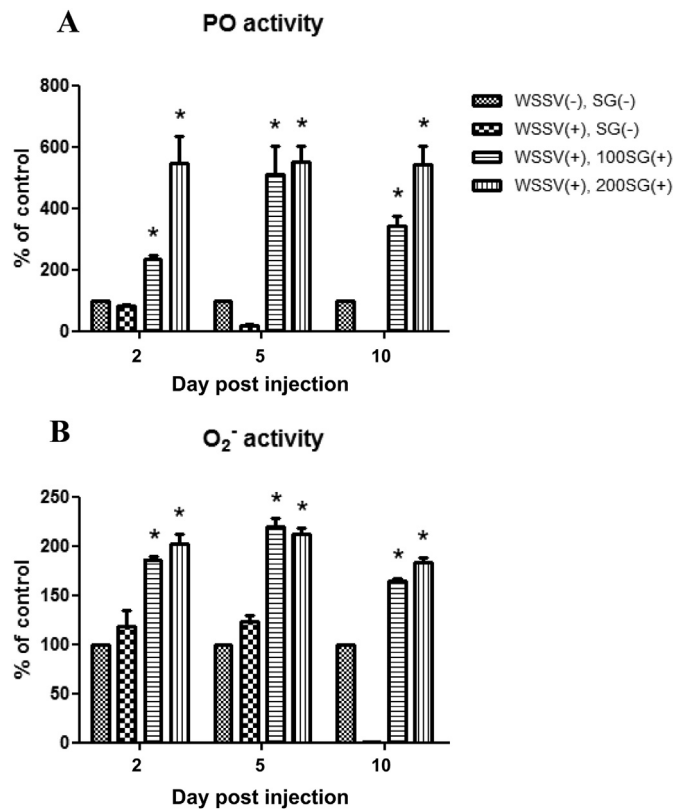 A
PO activity
800
600
400
200
0
% of control
* * * * * *
2 5 10
Day post injection
WSSV(-), SG(-)
WSSV(+), SG(-)
WSSV(+), 100SG(+)
WSSV(+), 200SG(+)
B
O₂⁻ activity
250
200
150
100
50
0
% of control
* * * * * *
2 5 10
Day post injection